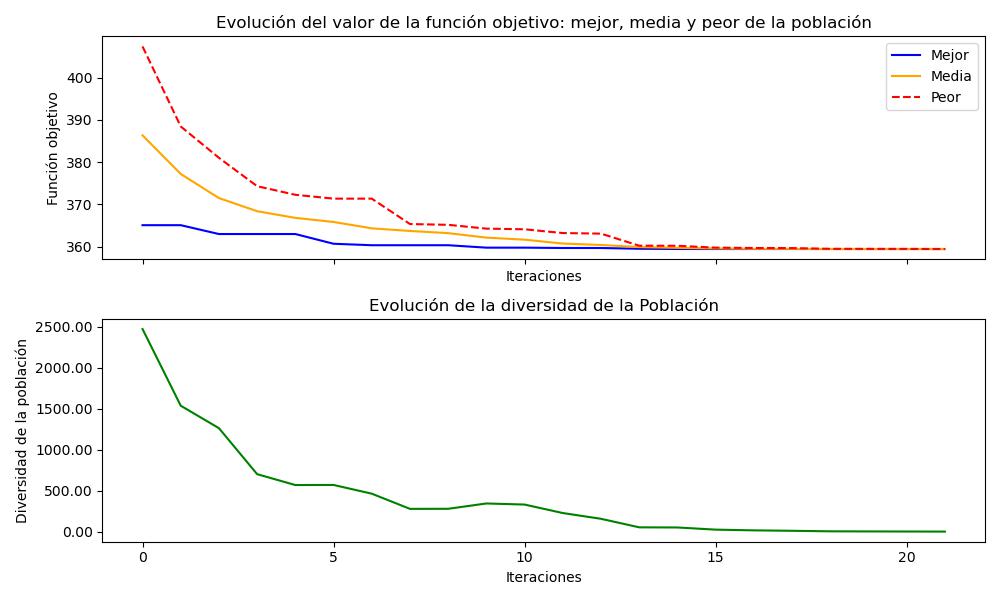 Evolución del valor de la función objetivo: mejor, media y peor de la población
Función objetivo
400
390
380
370
360
Mejor
Media
Peor
Iteraciones
Evolución de la diversidad de la Población
Diversidad de la población
2500.00
2000.00
1500.00
1000.00
500.00
0.00
0 5 10 15 20
Iteraciones